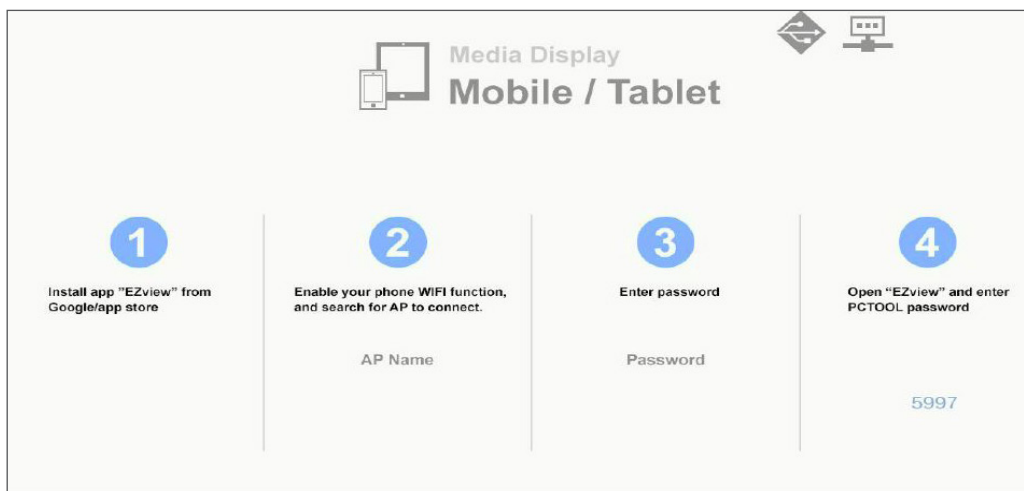 Media Display
Mobile / Tablet
1
2
3
4
Install app "EZview" from
Google/app store
Enable your phone WIFI function,
and search for AP to connect.
Enter password
Open "EZview" and enter
PCTOOL password
AP Name
Password
5997